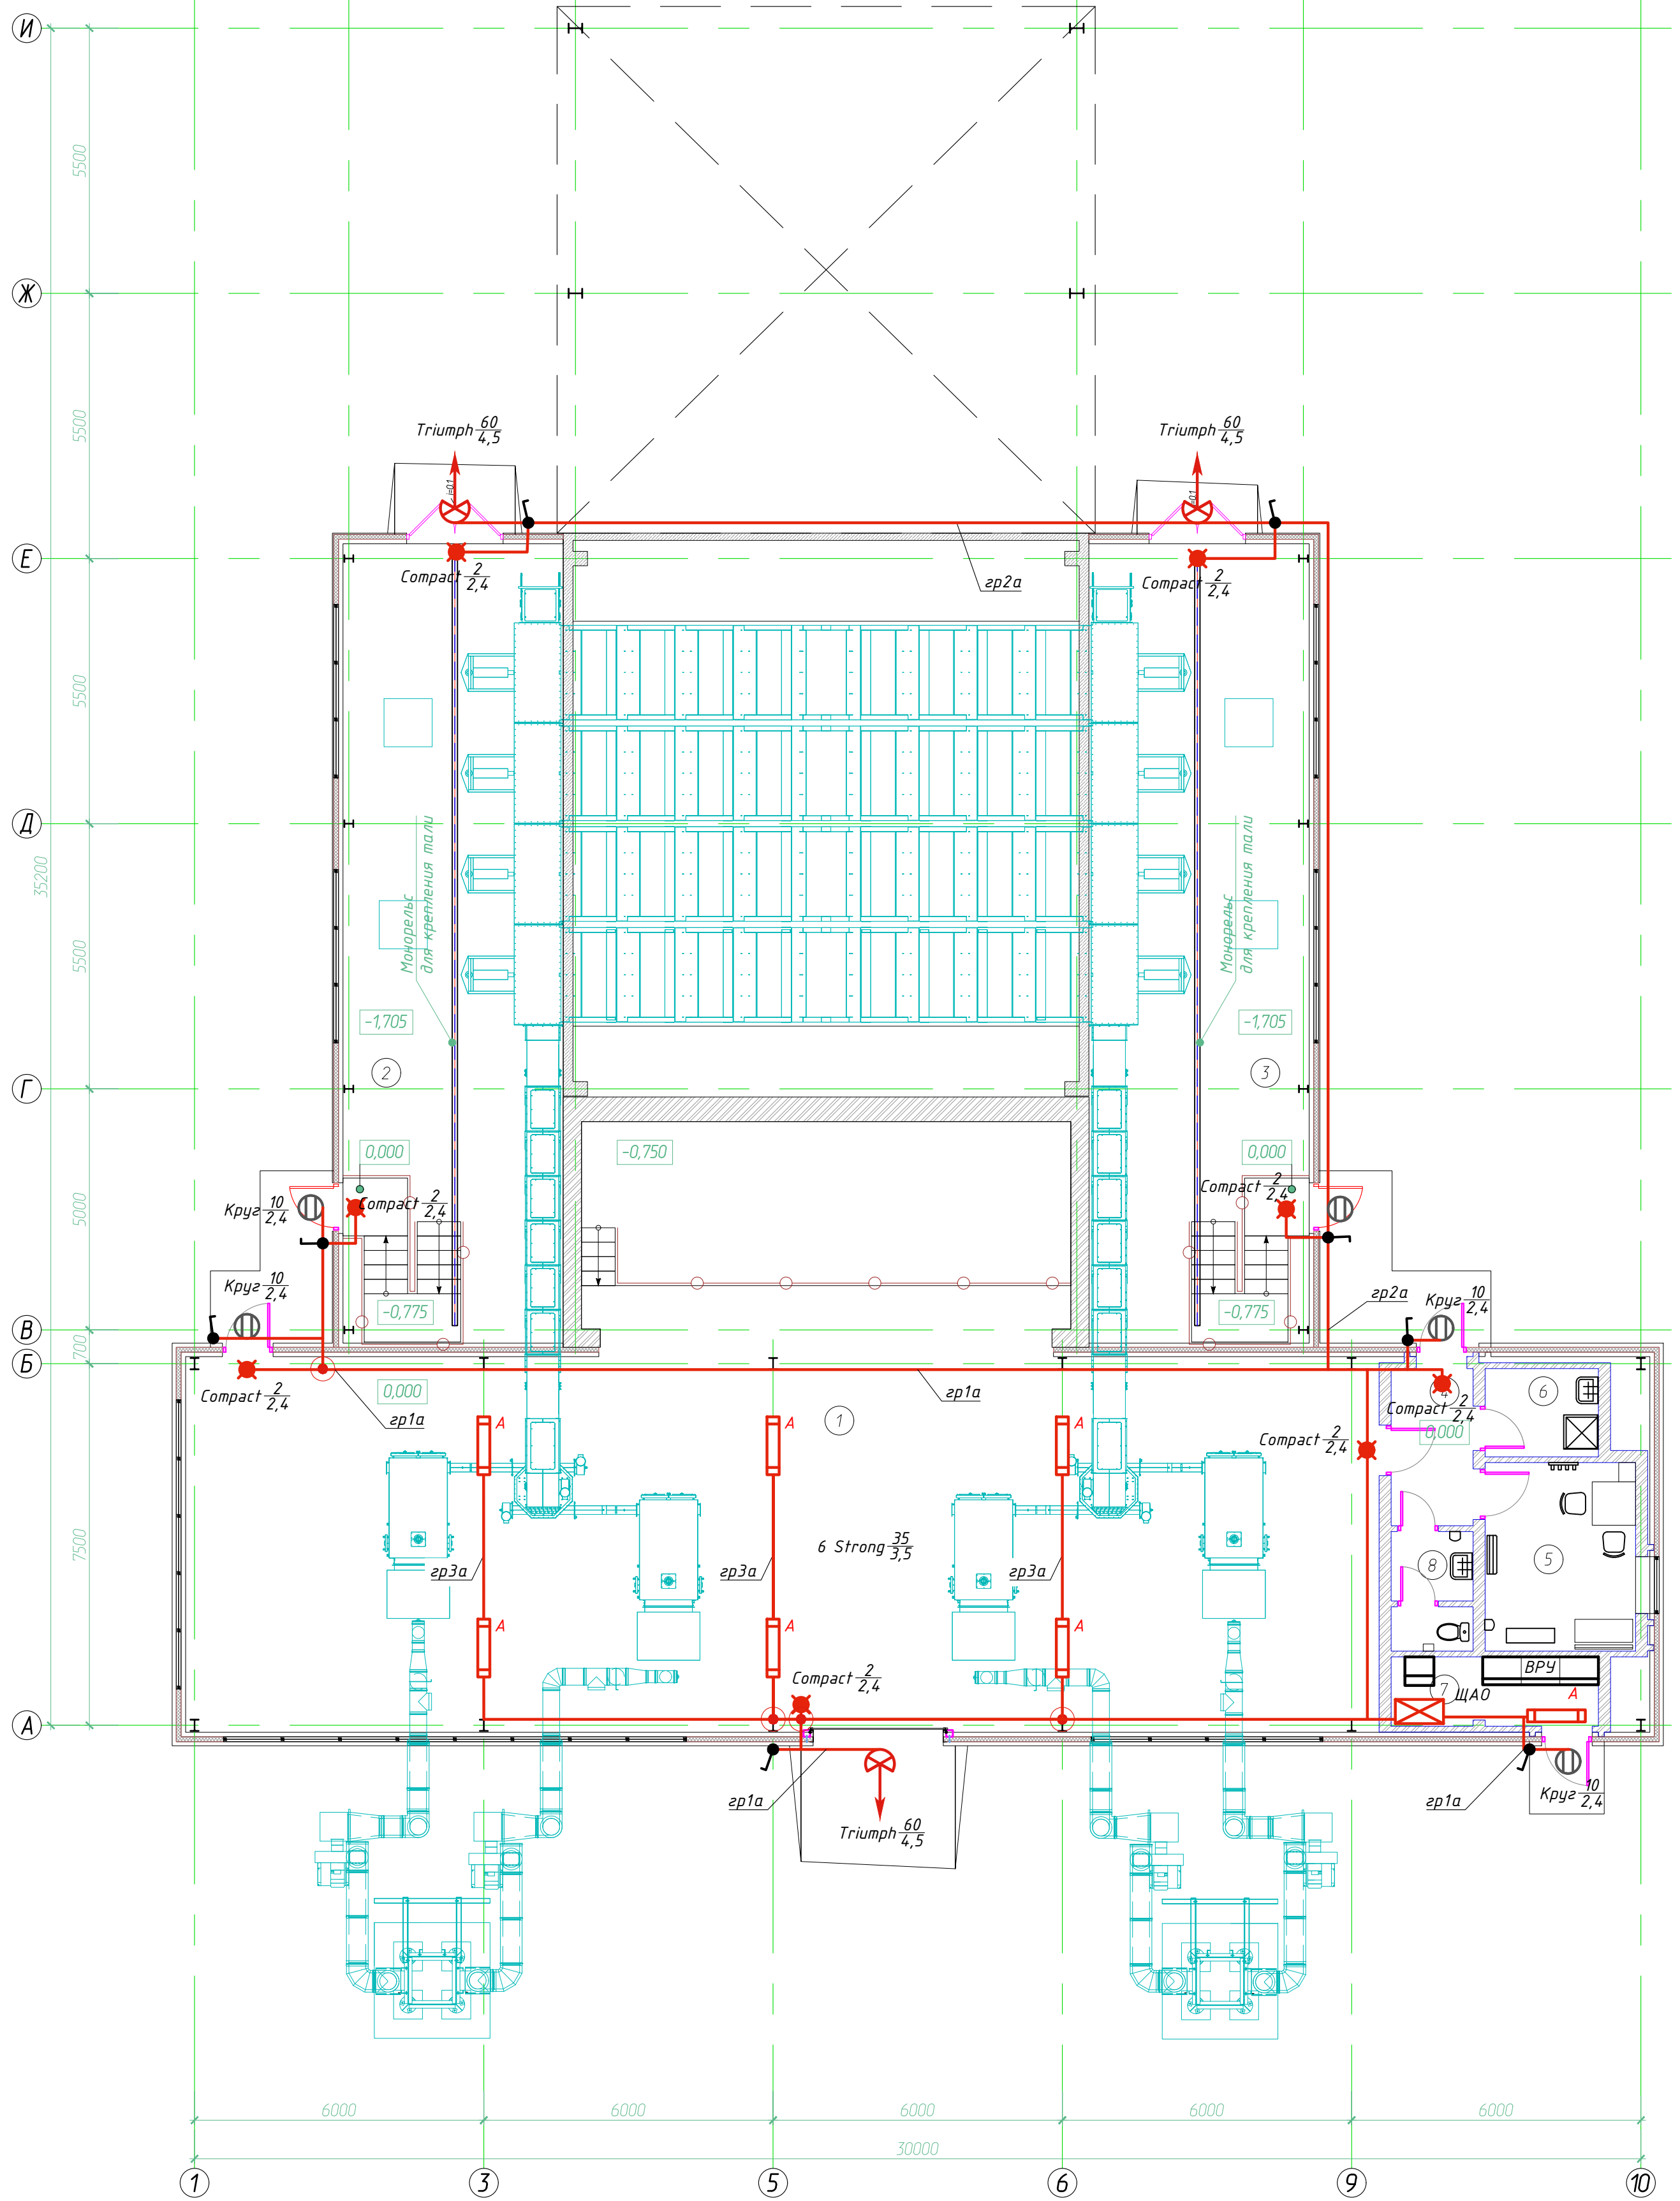 И
5500
Ж
5500
Triumph 60
4,5
Triumph 60
4,5
i=0.1
i=0.1
Е
Compact 2
2,4
гр2а
Compact 2
2,4
5500
Д
35200
Монорельс
для крепления тали
Монорельс
для крепления тали
5500
-1,705
-1,705
2
3
Г
0,000
-0,750
0,000
5000
Круг 10
2,4
Compact 2
2,4
Compact 2
2,4
Круг 10
2,4
-0,775
-0,775
гр2а
Круг 10
2,4
В
700
Б
Compact 2
2,4
0,000
гр1а
гр1а
1
4
6
Compact 2
2,4
0,000
А
А
А
Compact 2
2,4
7500
6 Strong 35
3,5
гр3а
гр3а
гр3а
8
5
А
А
А
Compact 2
2,4
ВРУ
7
ЩАО
А
А
гр1а
Triumph 60
4,5
гр1а
Круг 10
2,4
6000
6000
6000
6000
6000
30000
1
3
5
6
9
10